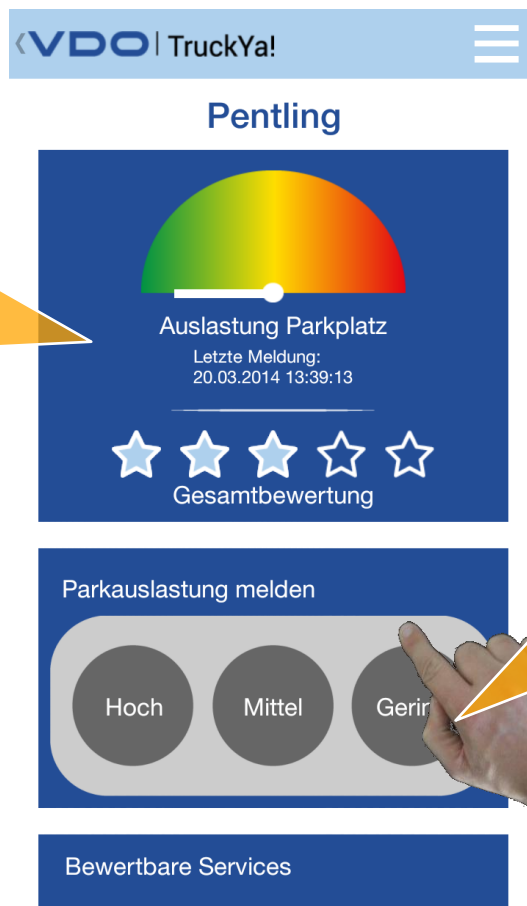 VDO | TruckYa!
Pentling
Auslastung Parkplatz
Letzte Meldung:
20.03.2014 13:39:13
Gesamtbewertung
Parkauslastung melden
Hoch
Mittel
Gerin
Bewertbare Services